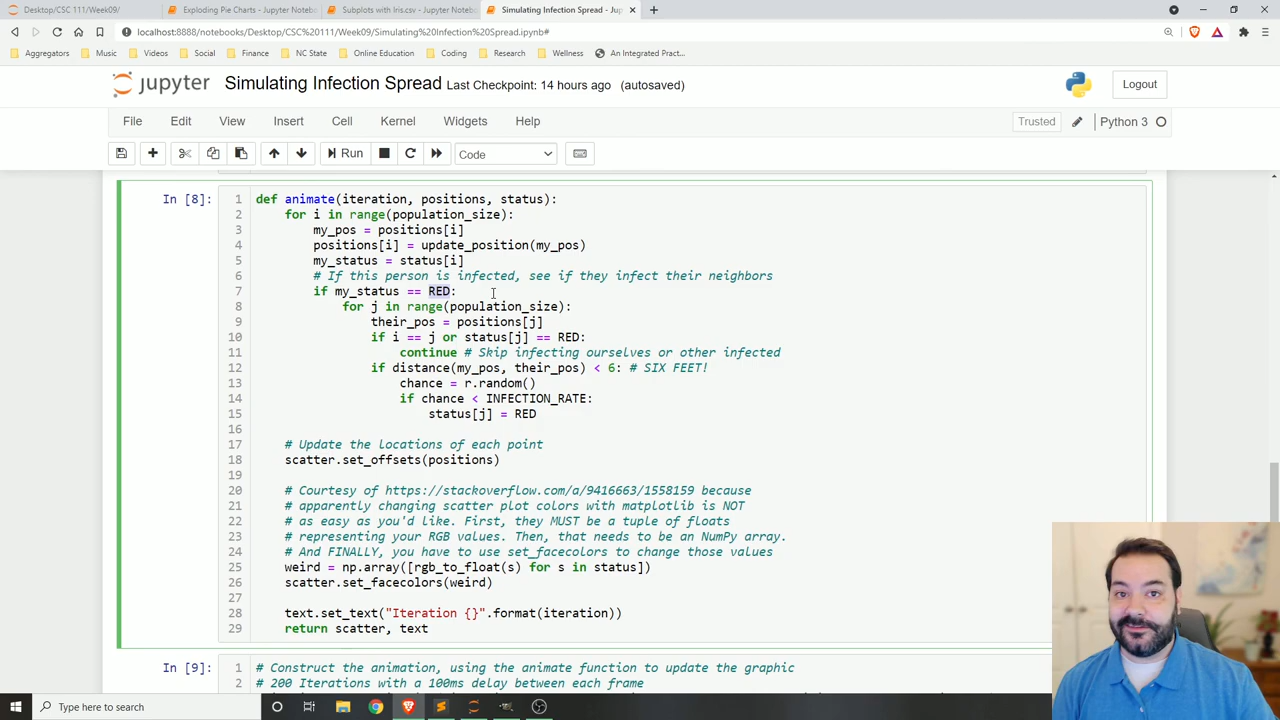 Desktop/CSC 111/Week09/
Exploding Pie Charts - Jupyter Noteb
Subplots with Iris.csv - Jupyter Noteb
Simulating Infection Spread - Jup
localhost:8888/notebooks/Desktop/CSC%20111/Week09/Simulating%20Infection%20Spread.ipynb#
Aggregators Music Videos Social Finance NC State Online Education Coding Research Wellness An Integrated Pract...
jupyter Simulating Infection Spread Last Checkpoint: 14 hours ago (autosaved) Logout
File Edit View Insert Cell Kernel Widgets Help Trusted Python 3
Run Code
In [8]:
1 def animate(iteration, positions, status):
2 for i in range(population_size):
3 my_pos = positions[i]
4 positions[i] = update_position(my_pos)
5 my_status = status[i]
6 # If this person is infected, see if they infect their neighbors
7 if my_status == RED:
8 for j in range(population_size):
9 their_pos = positions[j]
10 if i == j or status[j] == RED:
11 continue # Skip infecting ourselves or other infected
12 if distance(my_pos, their_pos) < 6: # SIX FEET!
13 chance = r.random()
14 if chance < INFECTION_RATE:
15 status[j] = RED
16
17 # Update the locations of each point
18 scatter.set_offsets(positions)
19
20 # Courtesy of https://stackoverflow.com/a/9416663/1558159 because
21 # apparently changing scatter plot colors with matplotlib is NOT
22 # as easy as you'd like. First, they MUST be a tuple of floats
23 # representing your RGB values. Then, that needs to be an NumPy array.
24 # And FINALLY, you have to use set_facecolors to change those values
25 weird = np.array([rgb_to_float(s) for s in status])
26 scatter.set_facecolors(weird)
27
28 text.set_text("Iteration {}".format(iteration))
29 return scatter, text
In [9]:
1 # Construct the animation, using the animate function to update the graphic
2 # 200 Iterations with a 100ms delay between each frame
Type here to search